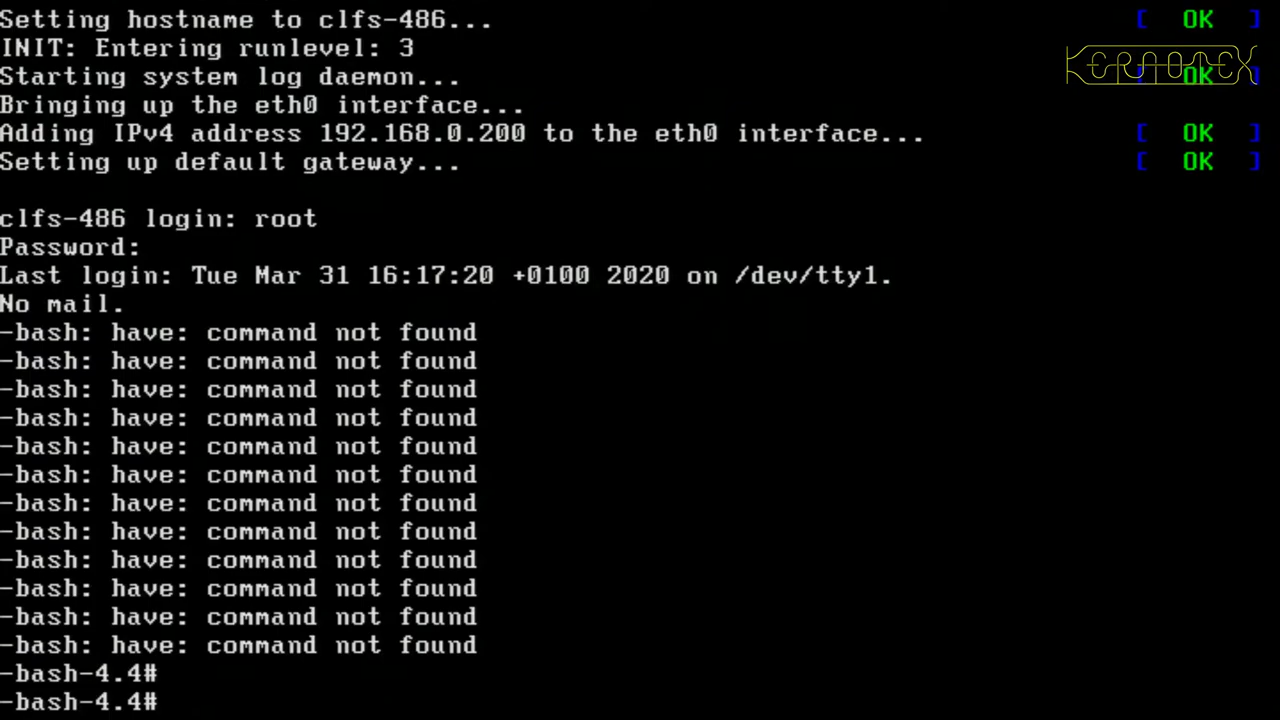 Setting hostname to clfs-486... [ OK ]
INIT: Entering runlevel: 3
KERNOTEX
Starting system log daemon... [ OK ]
Bringing up the eth0 interface...
Adding IPv4 address 192.168.0.200 to the eth0 interface... [ OK ]
Setting up default gateway... [ OK ]
clfs-486 login: root
Password:
Last login: Tue Mar 31 16:17:20 +0100 2020 on /dev/tty1.
No mail.
-bash: have: command not found
-bash: have: command not found
-bash: have: command not found
-bash: have: command not found
-bash: have: command not found
-bash: have: command not found
-bash: have: command not found
-bash: have: command not found
-bash: have: command not found
-bash: have: command not found
-bash: have: command not found
-bash: have: command not found
-bash-4.4#
-bash-4.4#